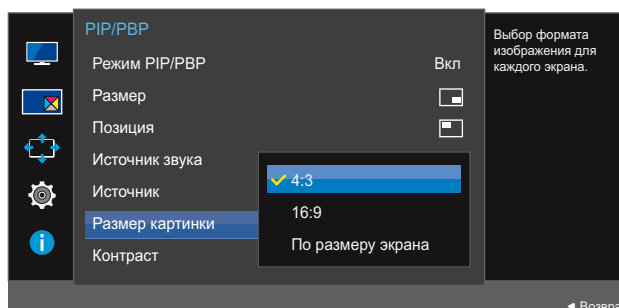 PIP/PBP
Режим PIP/PBP Вкл
Размер
Позиция
Источник звука
Источник
Размер картинки
Контраст
4:3
16:9
По размеру экрана
Выбор формата
изображения для
каждого экрана.